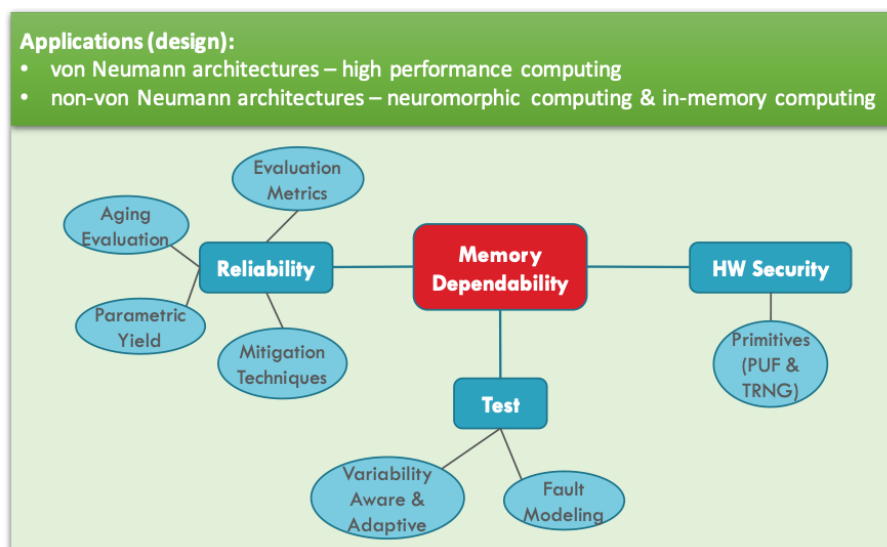 Applications (design):
• von Neumann architectures – high performance computing
• non-von Neumann architectures – neuromorphic computing & in-memory computing
Evaluation
Metrics
Aging
Evaluation
Reliability
Memory
Dependability
HW Security
Parametric
Yield
Mitigation
Techniques
Primitives
(PUF &
TRNG)
Test
Variability
Aware &
Adaptive
Fault
Modeling